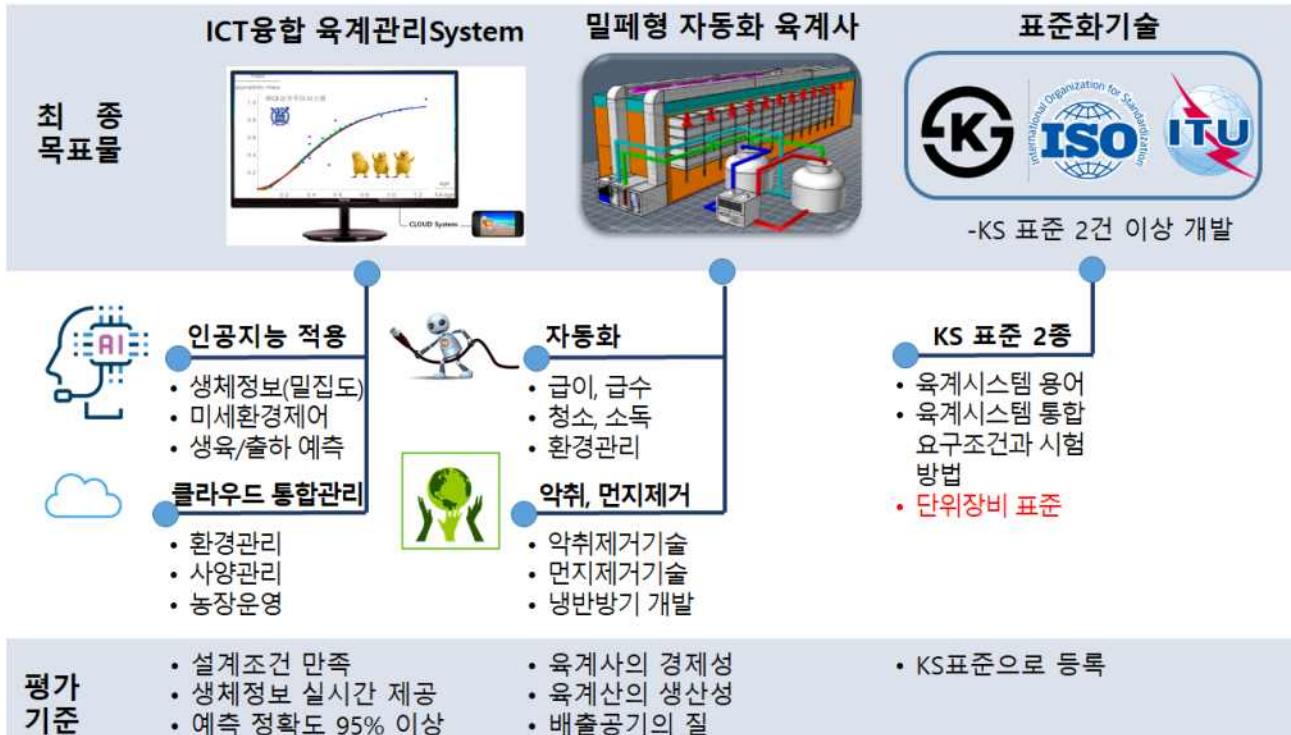 ICT융합 육계관리System
밀페형 자동화 육계사
표준화기술
최 종
목표물
CLOUD System
K
International Organization for Standardization
ISO
ITU
-KS 표준 2건 이상 개발
AI
인공지능 적용
• 생체정보(밀집도)
• 미세환경제어
• 생육/출하 예측
클라우드 통합관리
• 환경관리
• 사양관리
• 농장운영
자동화
• 급이, 급수
• 청소, 소독
• 환경관리
악취, 먼지제거
• 악취제거기술
• 먼지제거기술
• 냉반방기 개발
KS 표준 2종
• 육계시스템 용어
• 육계시스템 통합
요구조건과 시험
방법
• 단위장비 표준
평가
기준
• 설계조건 만족
• 생체정보 실시간 제공
• 예측 정확도 95% 이상
• 육계사의 경제성
• 육계산의 생산성
• 배출공기의 질
• KS표준으로 등록